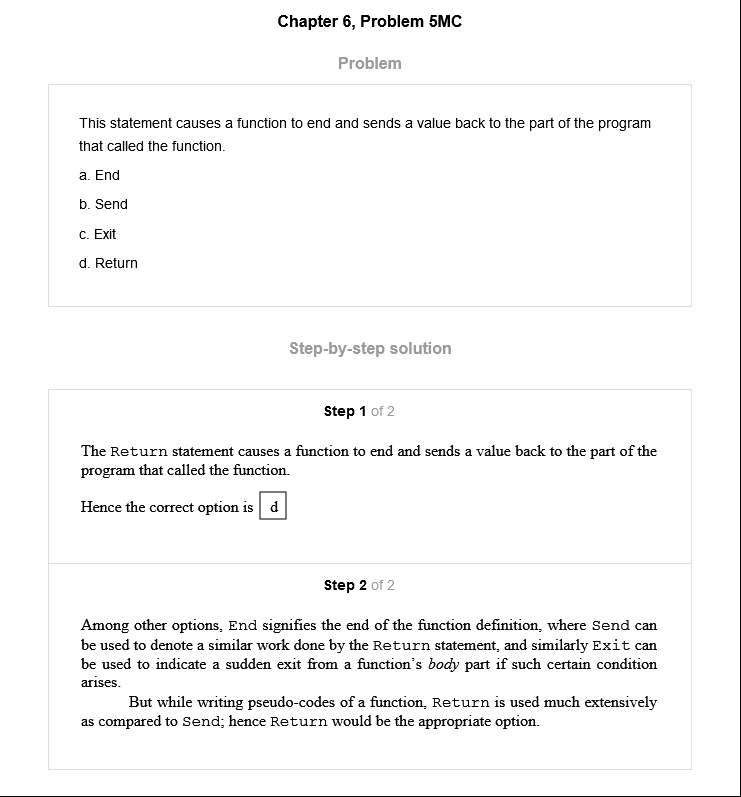 Chapter 6, Problem 5MC
Problem
This statement causes a function to end and sends a value back to the part of the program
that called the function.
a. End
b. Send
c. Exit
d. Return
Step-by-step solution
Step 1 of 2
The Return statement causes a function to end and sends a value back to the part of the
program that called the function.
Hence the correct option is d
Step 2 of 2
Among other options, End signifies the end of the function definition, where Send can
be used to denote a similar work done by the Return statement, and similarly Exit can
be used to indicate a sudden exit from a function's body part if such certain condition
arises.
But while writing pseudo-codes of a function, Return is used much extensively
as compared to Send; hence Return would be the appropriate option.